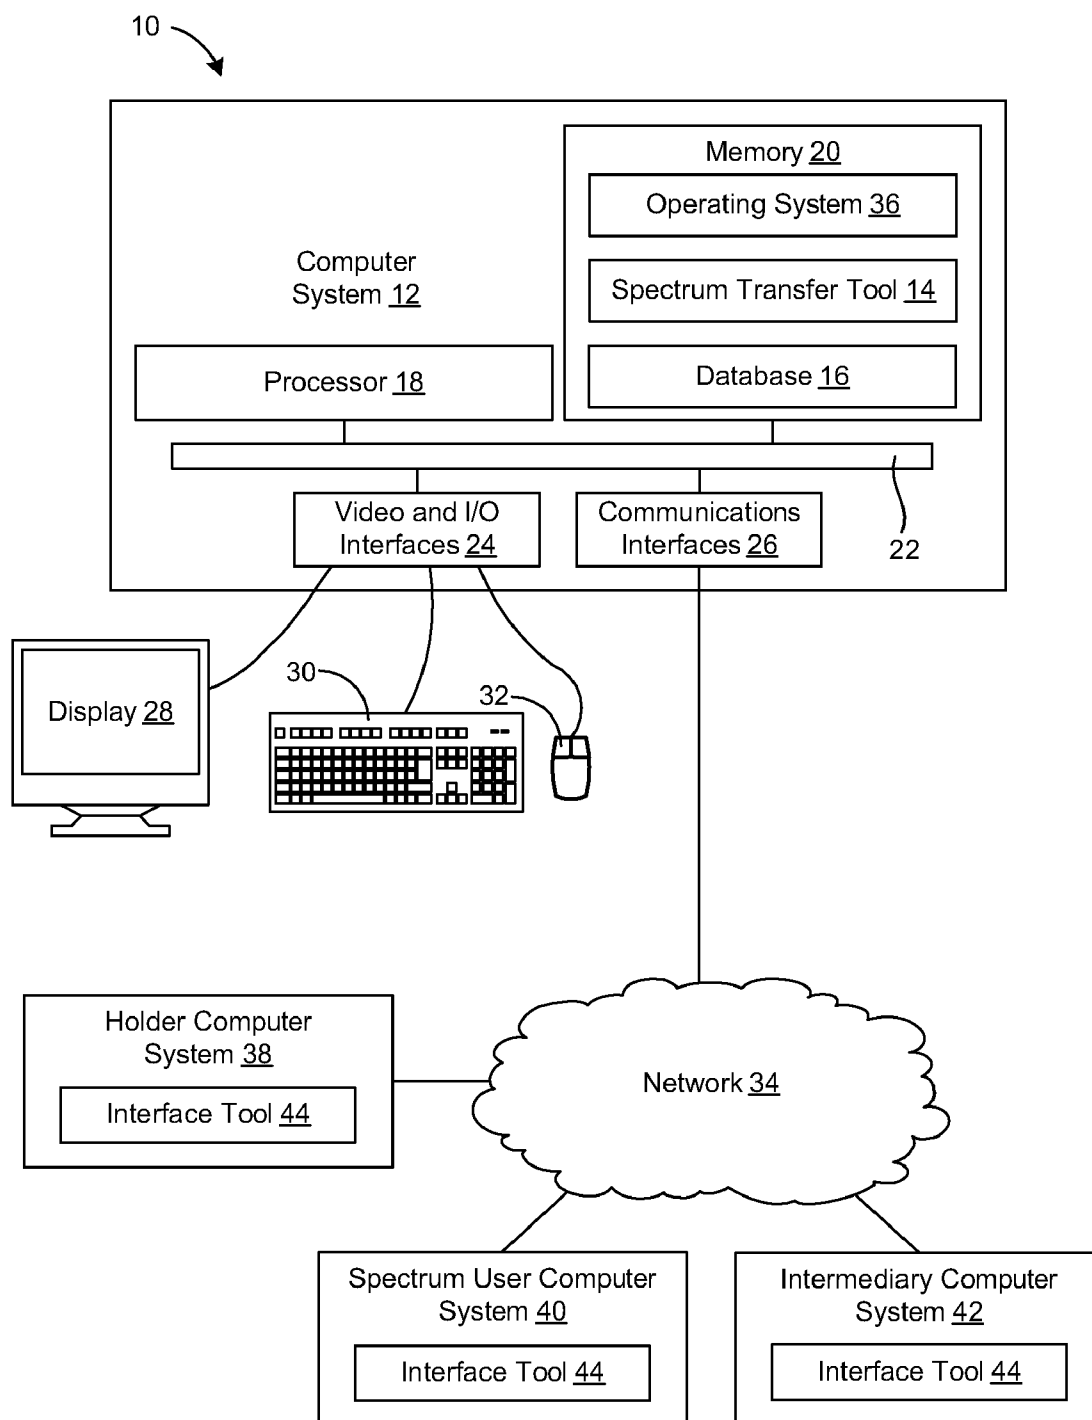 10
Memory 20
Operating System 36
Computer
System 12
Spectrum Transfer Tool 14
Processor 18
Database 16
Video and I/O
Interfaces 24
Communications
Interfaces 26
22
Display 28
30
32
Holder Computer
System 38
Interface Tool 44
Network 34
Spectrum User Computer
System 40
Interface Tool 44
Intermediary Computer
System 42
Interface Tool 44